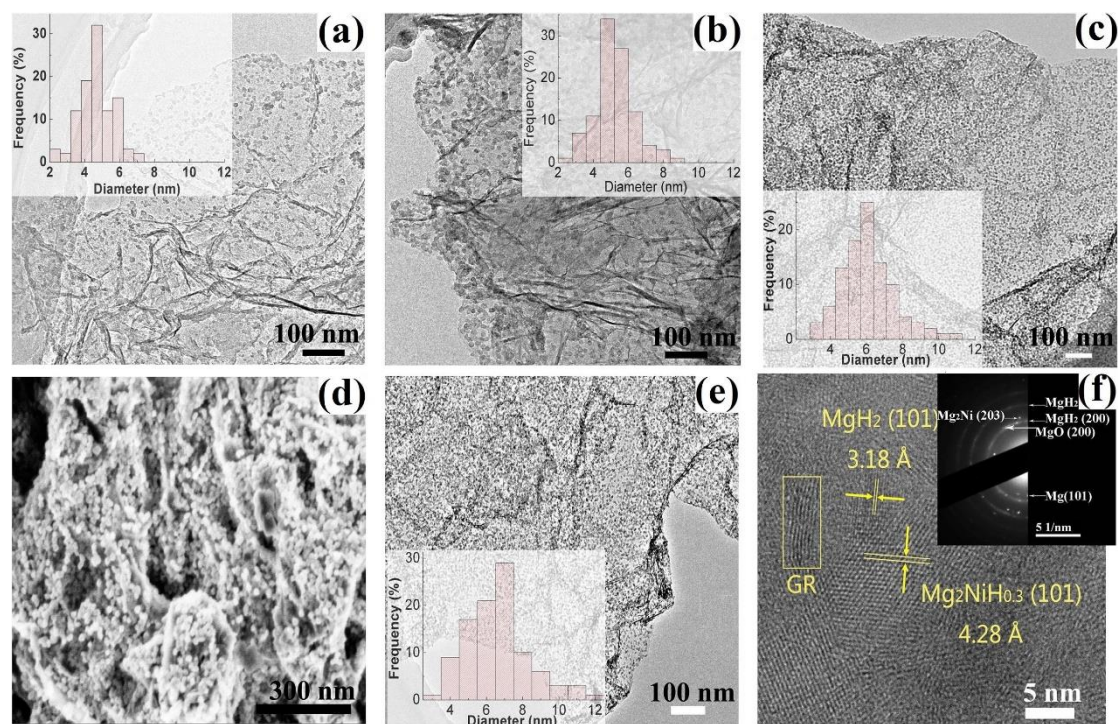 (a)
Frequency (%)
30
20
10
0
2 4 6 8 10 12
Diameter (nm)
100 nm
(b)
Frequency (%)
30
20
10
0
2 4 6 8 10 12
Diameter (nm)
100 nm
(c)
Frequency (%)
20
10
0
2 4 6 8 10 12
Diameter (nm)
100 nm
(d)
300 nm
(e)
Frequency (%)
30
20
10
0
4 6 8 10 12
Diameter (nm)
100 nm
(f)
MgH2
Mg2Ni (203)
MgH2 (200)
MgO (200)
Mg(101)
5 1/nm
MgH2 (101)
3.18 Å
GR
Mg2NiH0.3 (101)
4.28 Å
5 nm